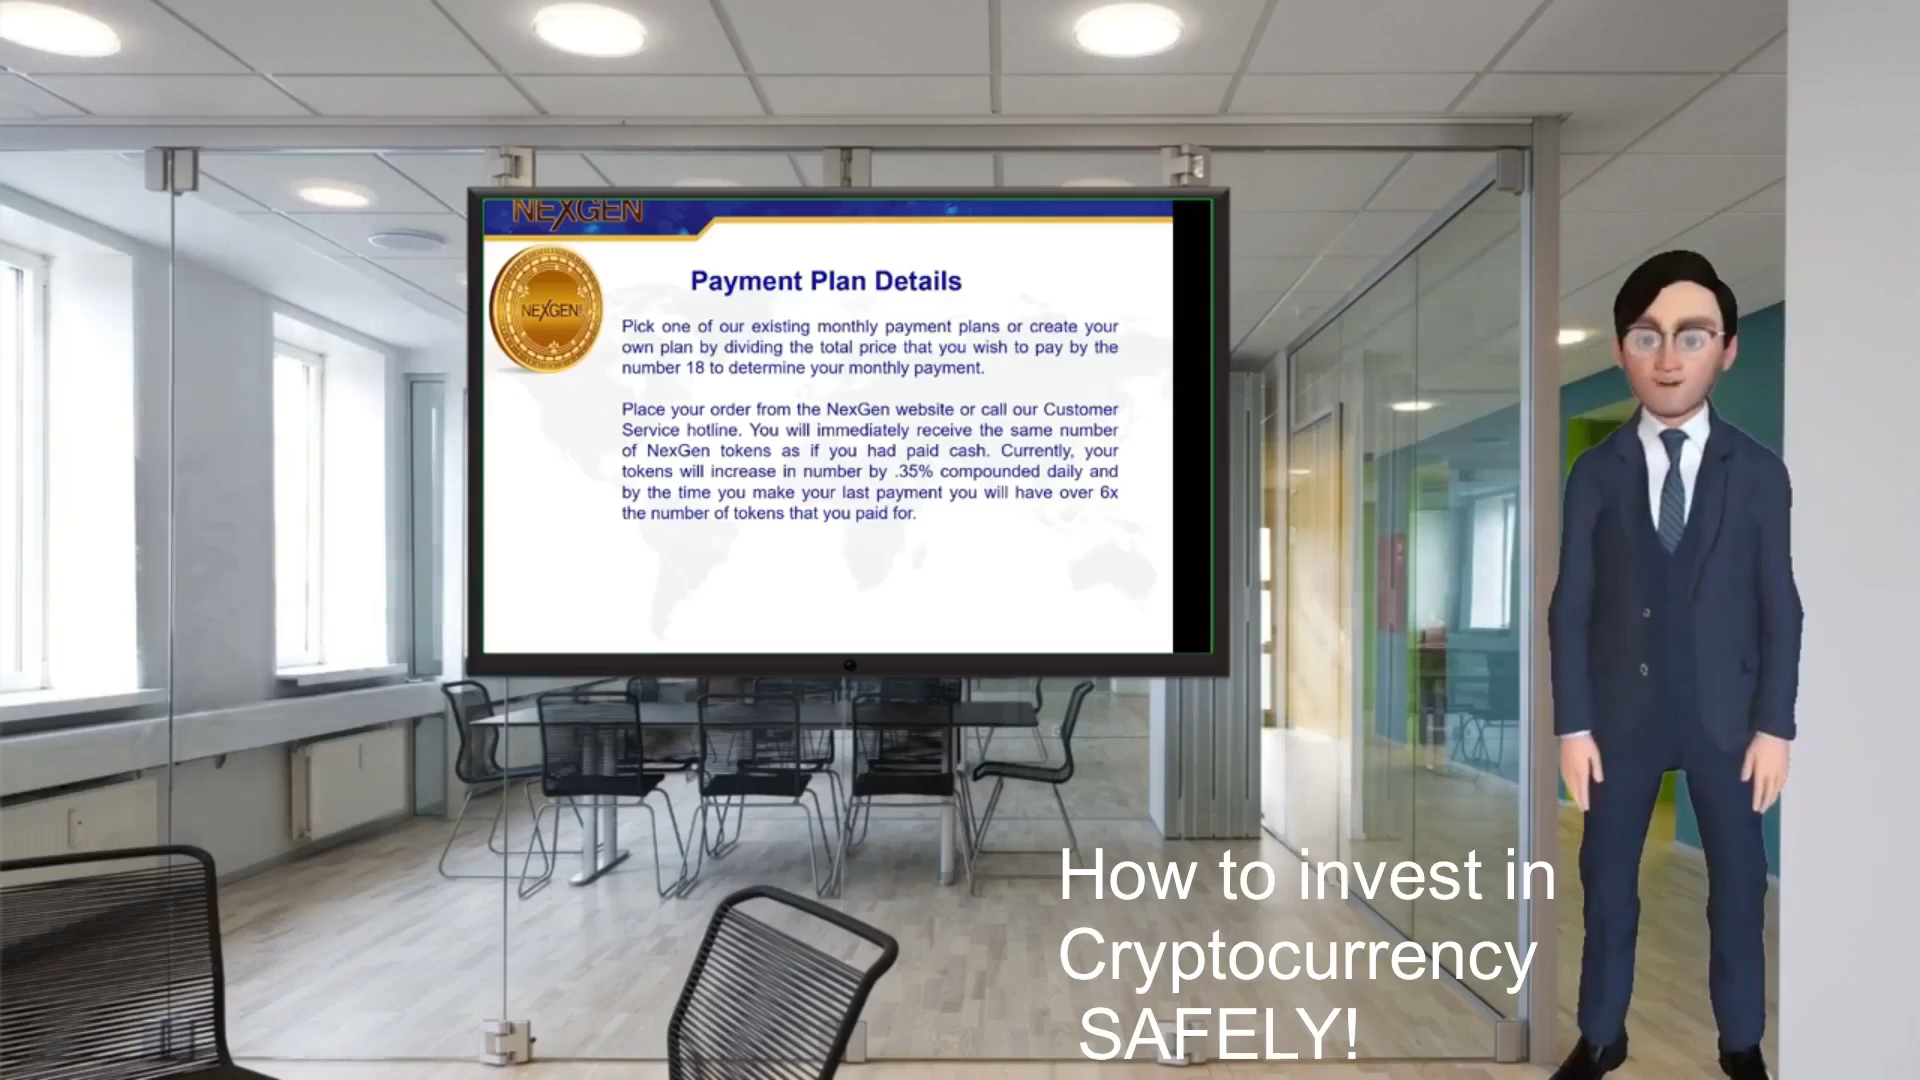 NEXGEN
NEXGEN
Payment Plan Details
Pick one of our existing monthly payment plans or create your
own plan by dividing the total price that you wish to pay by the
number 18 to determine your monthly payment.
Place your order from the NexGen website or call our Customer
Service hotline. You will immediately receive the same number
of NexGen tokens as if you had paid cash. Currently, your
tokens will increase in number by .35% compounded daily and
by the time you make your last payment you will have over 6x
the number of tokens that you paid for.
How to invest in
Cryptocurrency
SAFELY!